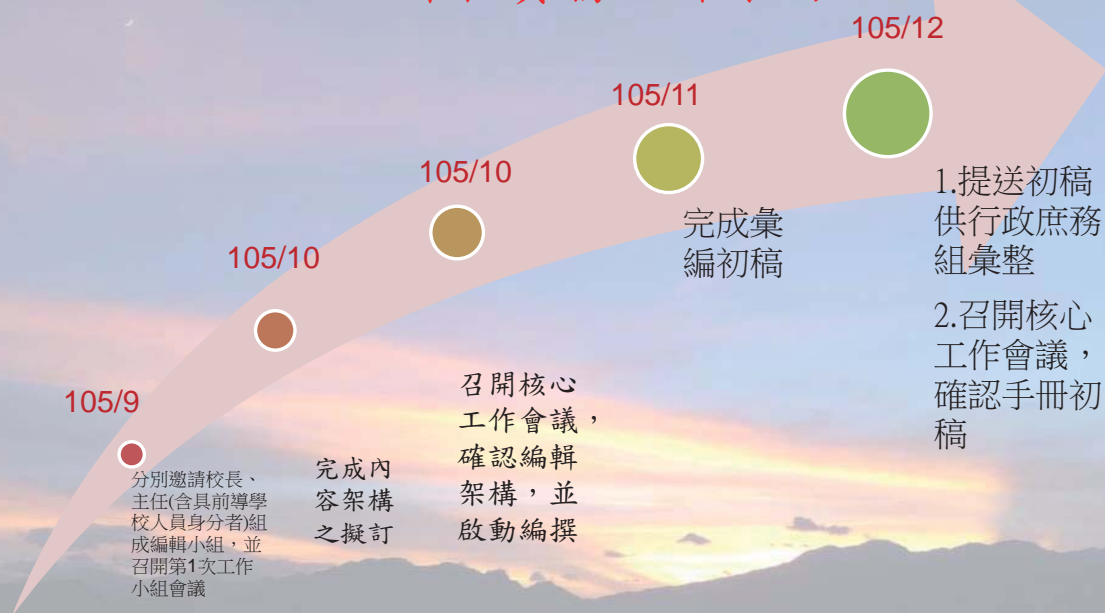 105/9
分別邀請校長、
主任(含具前導學
校人員身分者)組
成編輯小組，並
召開第1次工作
小組會議
105/10
完成內
容架構
之擬訂
105/10
召開核心
工作會議，
確認編輯
架構，並
啟動編撰
105/11
完成彙
編初稿
105/12
1.提送初稿
供行政庶務
組彙整
2.召開核心
工作會議，
確認手冊初
稿